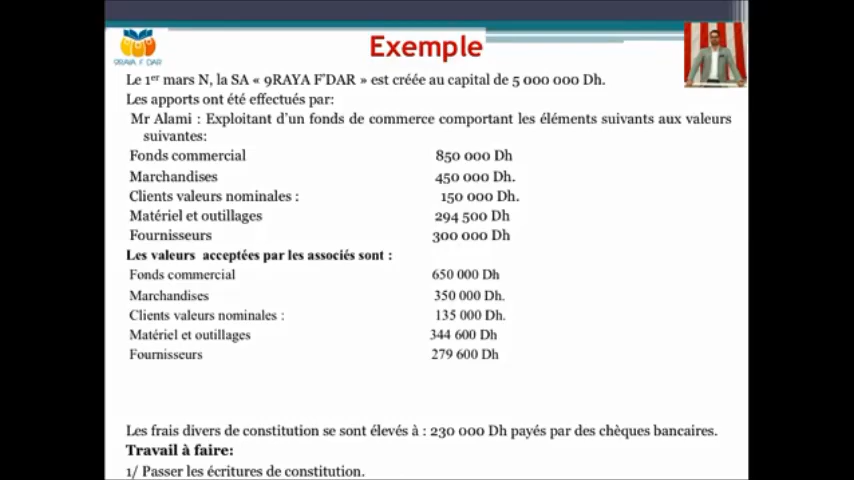 Exemple
9RAYA F DAR
Le 1er mars N, la SA « 9RAYA F'DAR » est créée au capital de 5 000 000 Dh.
Les apports ont été effectués par:
Mr Alami : Exploitant d'un fonds de commerce comportant les éléments suivants aux valeurs
suivantes:
Fonds commercial 850 000 Dh
Marchandises 450 000 Dh.
Clients valeurs nominales : 150 000 Dh.
Matériel et outillages 294 500 Dh
Fournisseurs 300 000 Dh
Les valeurs acceptées par les associés sont :
Fonds commercial 650 000 Dh
Marchandises 350 000 Dh.
Clients valeurs nominales : 135 000 Dh.
Matériel et outillages 344 600 Dh
Fournisseurs 279 600 Dh
Les frais divers de constitution se sont élevés à : 230 000 Dh payés par des chèques bancaires.
Travail à faire:
1/ Passer les écritures de constitution.